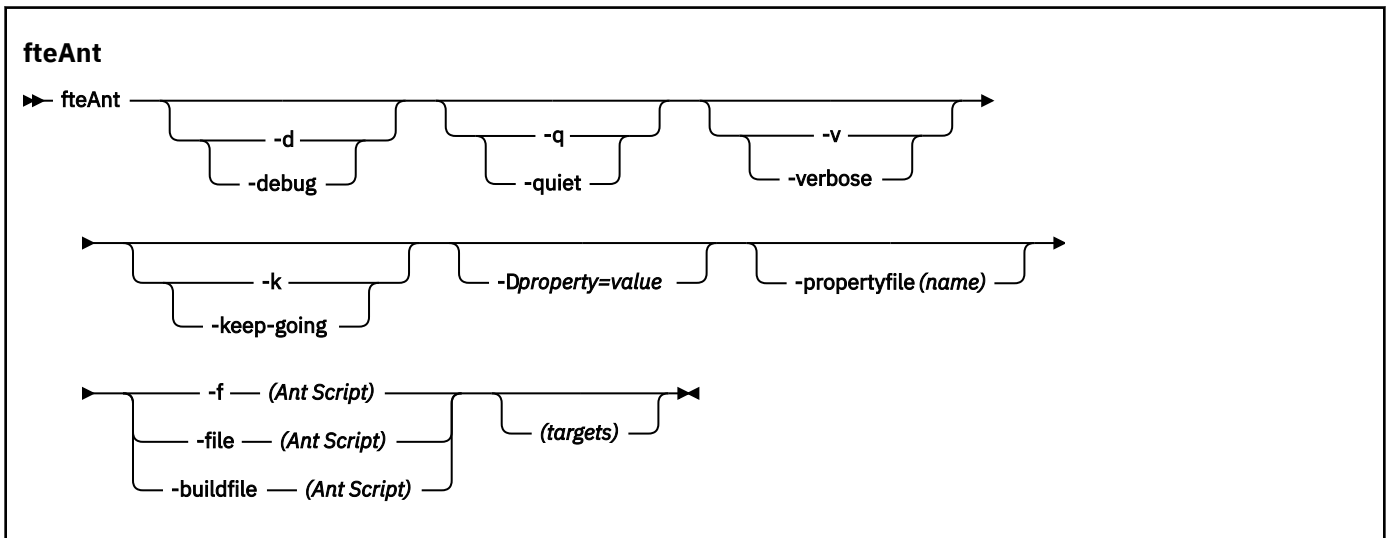 fteAnt
fteAnt
-d -q -v
-debug -quiet -verbose
-k -Dproperty=value -propertyfile (name)
-keep-going
-f (Ant Script)
(targets)
-file (Ant Script)
-buildfile (Ant Script)